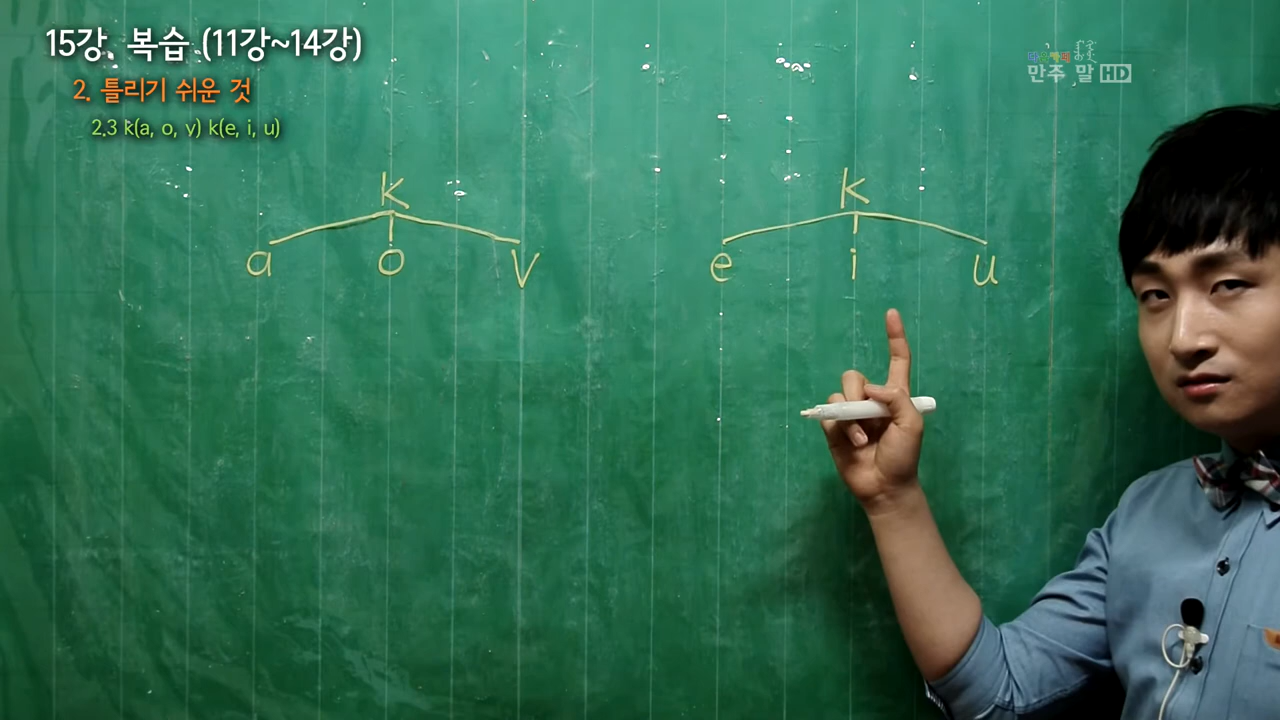 15강. 복습 (11강~14강)
2. 틀리기 쉬운 것
2.3 k(a, o, v) k(e, i, u)
만주 말 HD
k k
a o v e i u